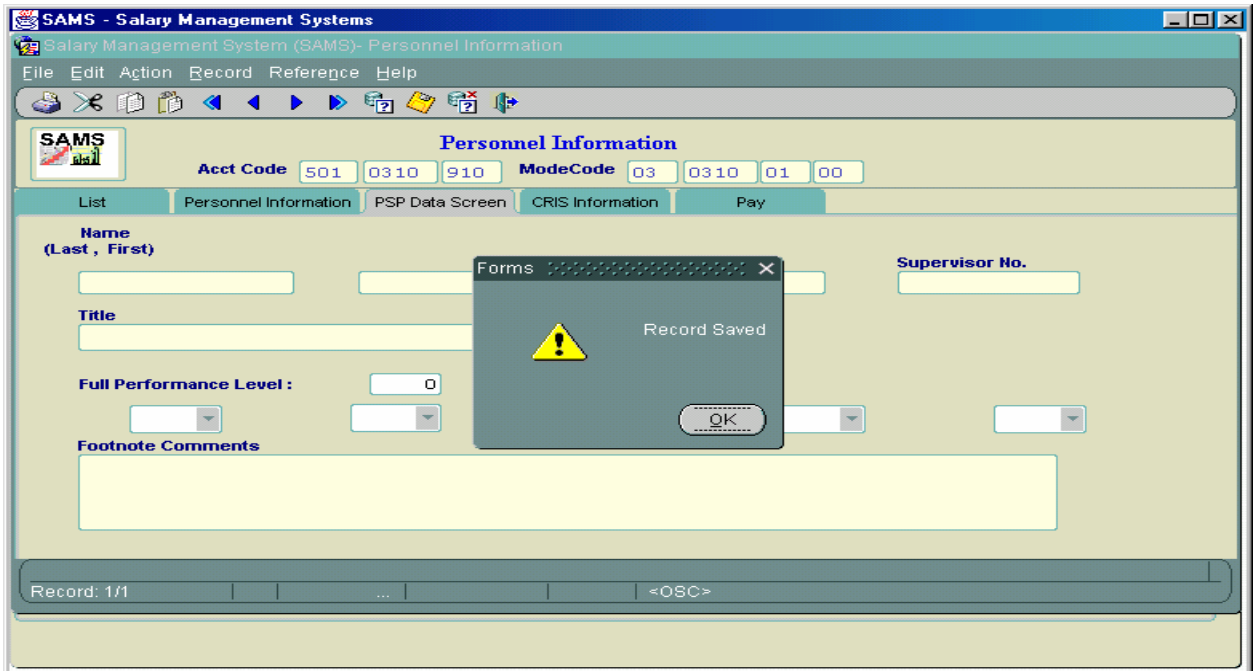 SAMS - Salary Management Systems
Salary Management System (SAMS)- Personnel Information
File Edit Action Record Reference Help
SAMS
Personnel Information
Acct Code 501 0310 910 ModeCode 03 0310 01 00
List Personnel Information PSP Data Screen CRIS Information Pay
Name
(Last , First)
Supervisor No.
Forms
Title
Record Saved
Full Performance Level : 0
OK
Footnote Comments
Record: 1/1 ... <OSC>